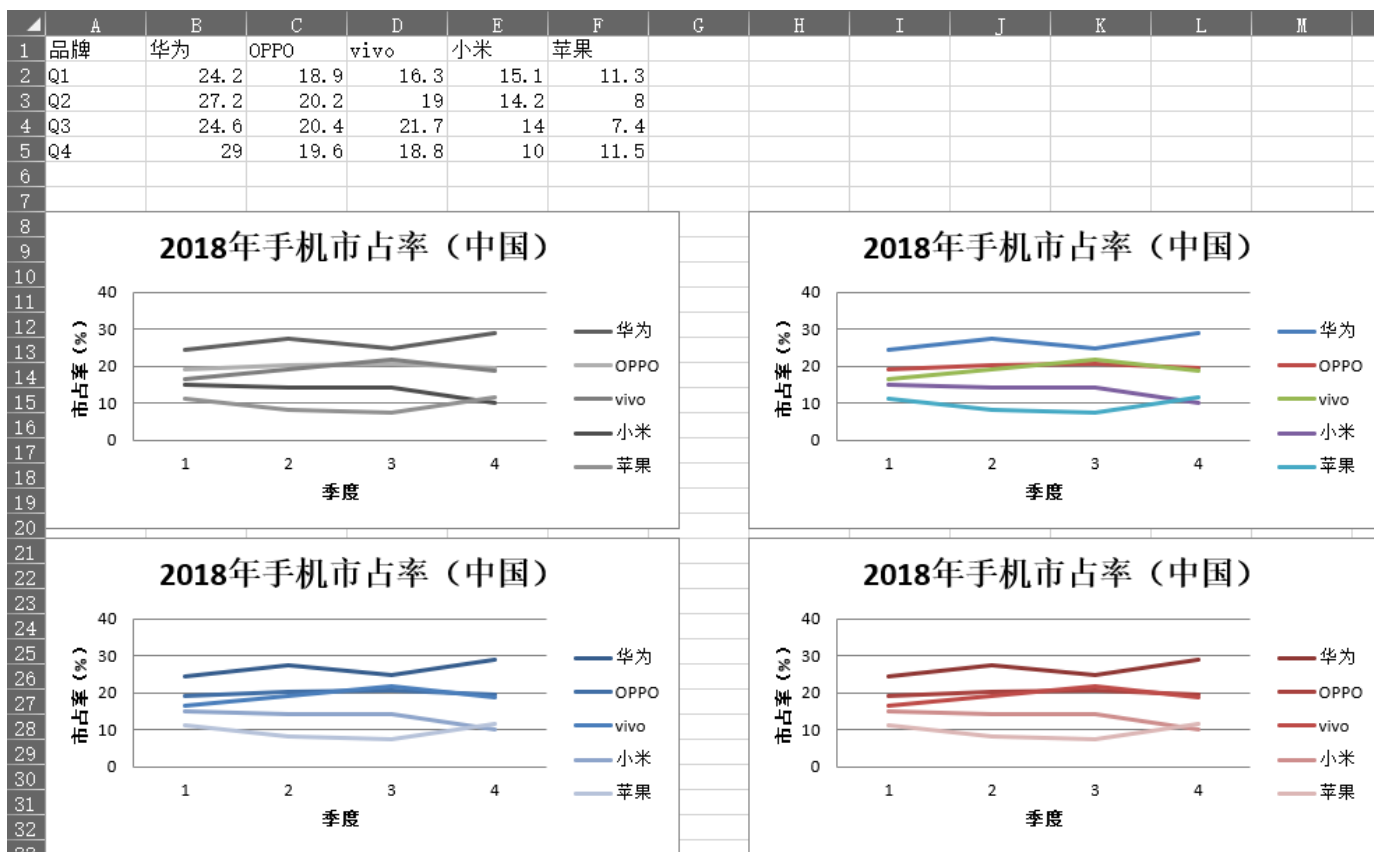 A B C D E F G H I J K L M
1 品牌 华为 OPPO vivo 小米 苹果
2 Q1 24.2 18.9 16.3 15.1 11.3
3 Q2 27.2 20.2 19 14.2 8
4 Q3 24.6 20.4 21.7 14 7.4
5 Q4 29 19.6 18.8 10 11.5
6
7
8
9
10
11
12
13
14
15
16
17
18
19
20
21
22
23
24
25
26
27
28
29
30
31
32
2018年手机市占率（中国）
市占率（%）
40
30
20
10
0
1 2 3 4
季度
华为
OPPO
vivo
小米
苹果
2018年手机市占率（中国）
市占率（%）
40
30
20
10
0
1 2 3 4
季度
华为
OPPO
vivo
小米
苹果
2018年手机市占率（中国）
市占率（%）
40
30
20
10
0
1 2 3 4
季度
华为
OPPO
vivo
小米
苹果
2018年手机市占率（中国）
市占率（%）
40
30
20
10
0
1 2 3 4
季度
华为
OPPO
vivo
小米
苹果